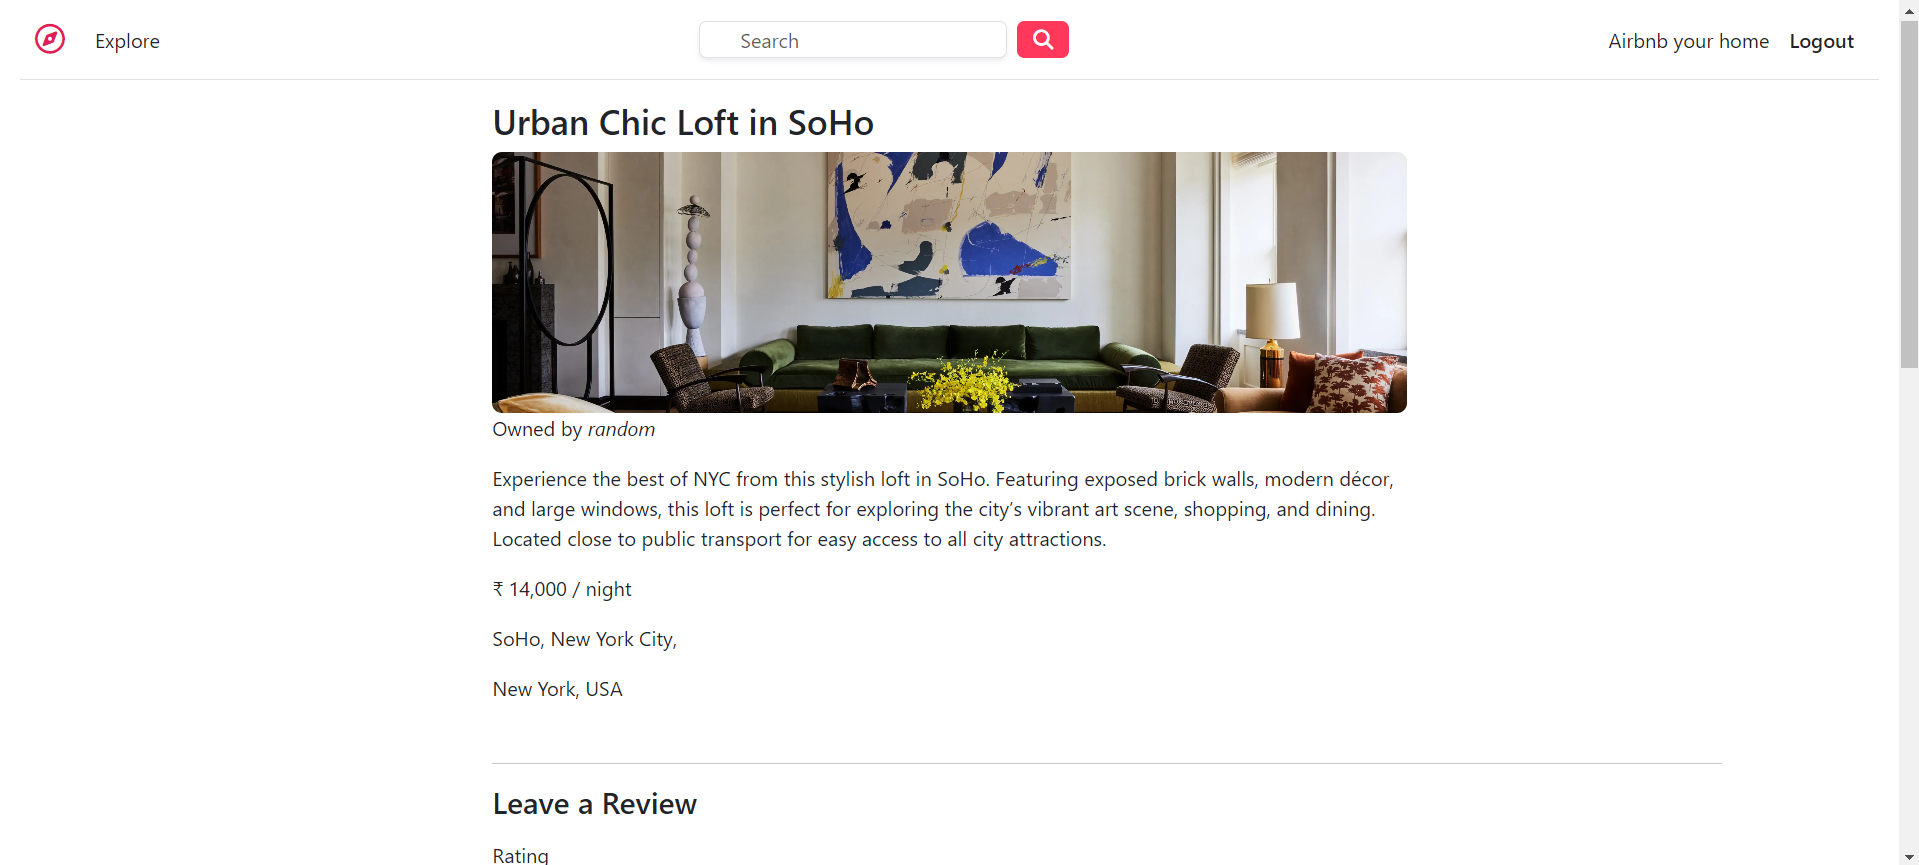 Explore
Search
Airbnb your home
Logout
Urban Chic Loft in SoHo
Owned by random
Experience the best of NYC from this stylish loft in SoHo. Featuring exposed brick walls, modern décor,
and large windows, this loft is perfect for exploring the city’s vibrant art scene, shopping, and dining.
Located close to public transport for easy access to all city attractions.
₹ 14,000 / night
SoHo, New York City,
New York, USA
Leave a Review
Rating